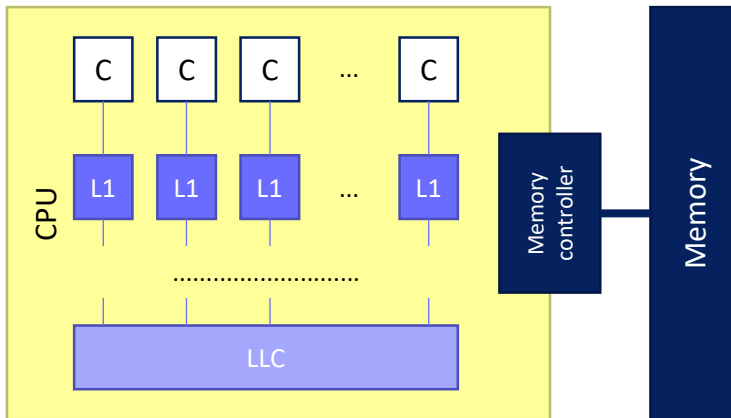 C C C ... C
L1 L1 L1 ... L1
CPU
................................
LLC
Memory
controller
Memory